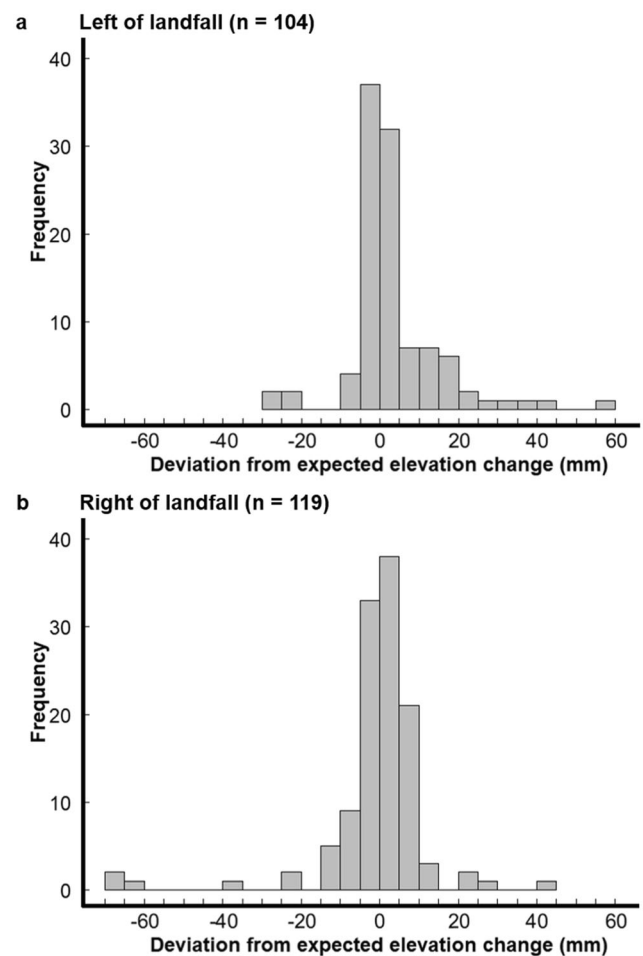 a Left of landfall (n = 104)
40
30
20
10
0
Frequency
-60 -40 -20 0 20 40 60
Deviation from expected elevation change (mm)
b Right of landfall (n = 119)
40
30
20
10
0
Frequency
-60 -40 -20 0 20 40 60
Deviation from expected elevation change (mm)